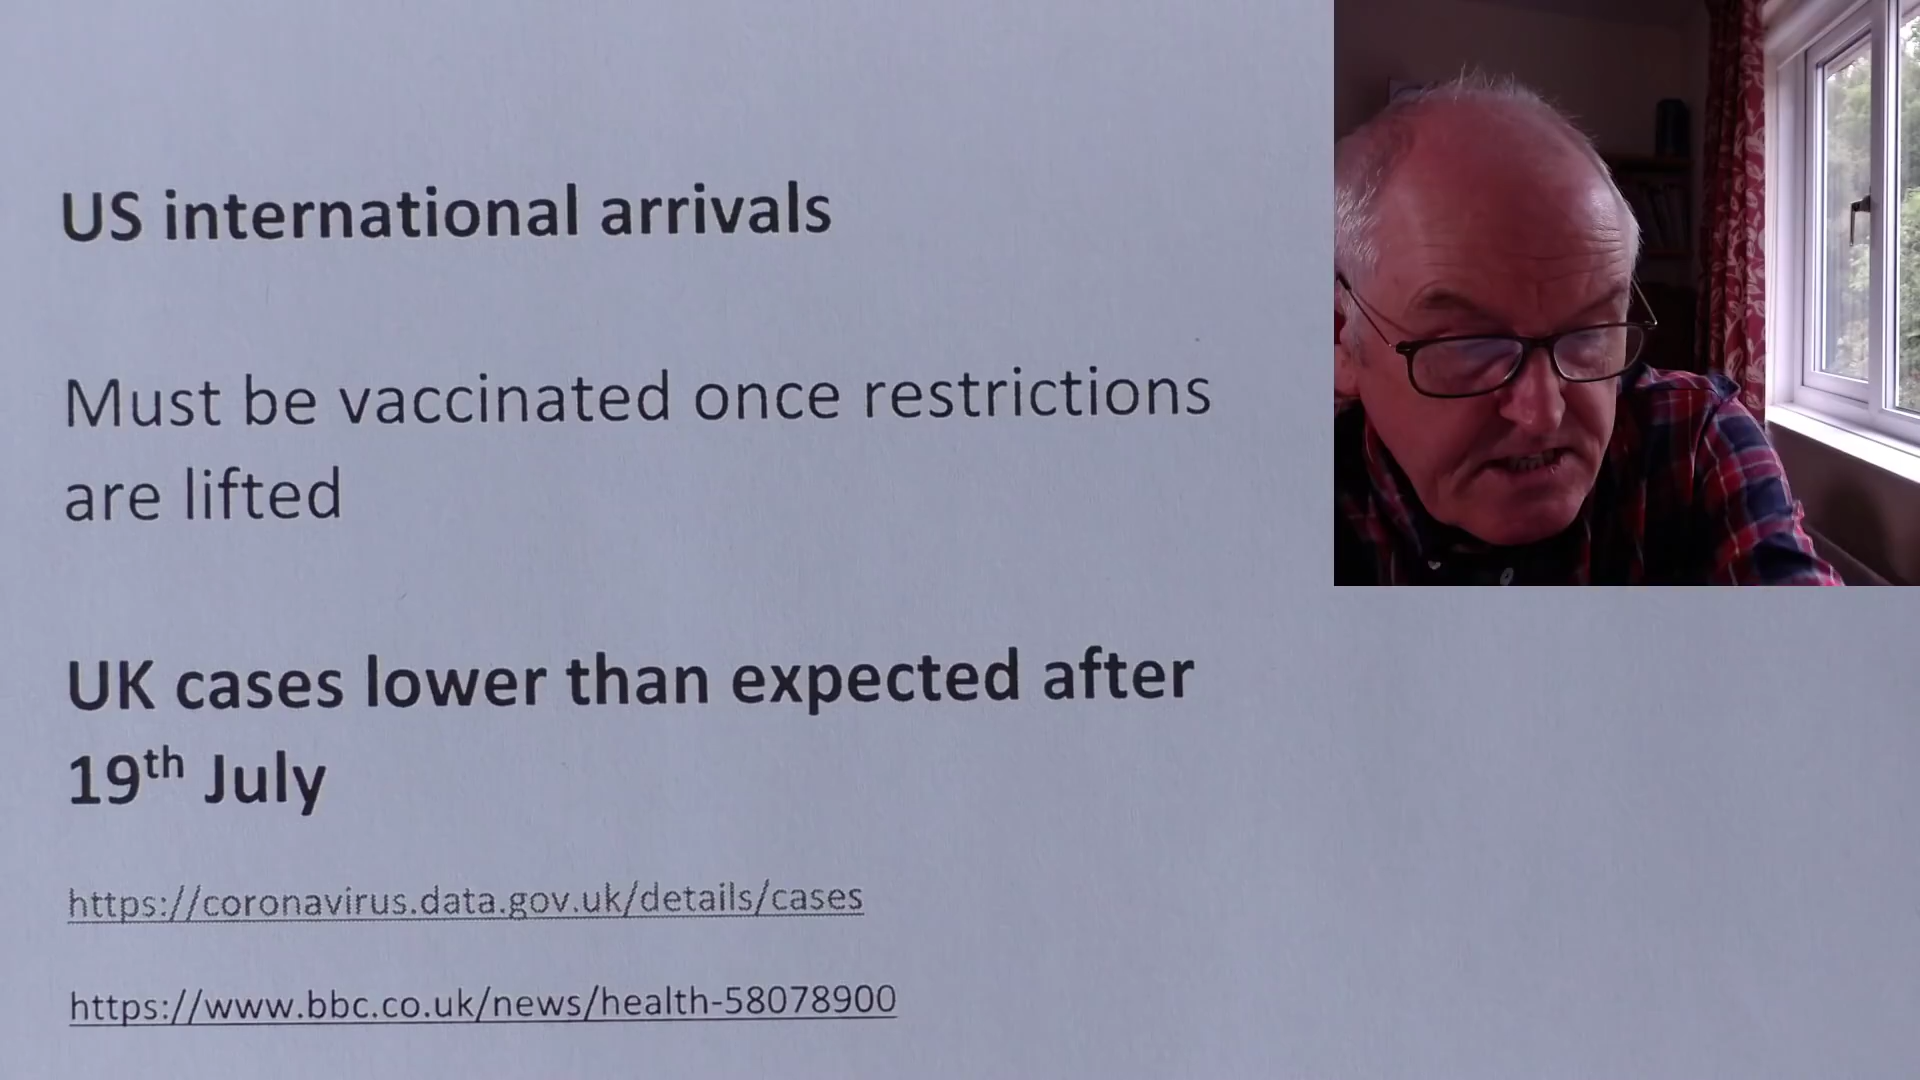 US international arrivals
Must be vaccinated once restrictions
are lifted
UK cases lower than expected after
19th July
https://coronavirus.data.gov.uk/details/cases
https://www.bbc.co.uk/news/health-58078900